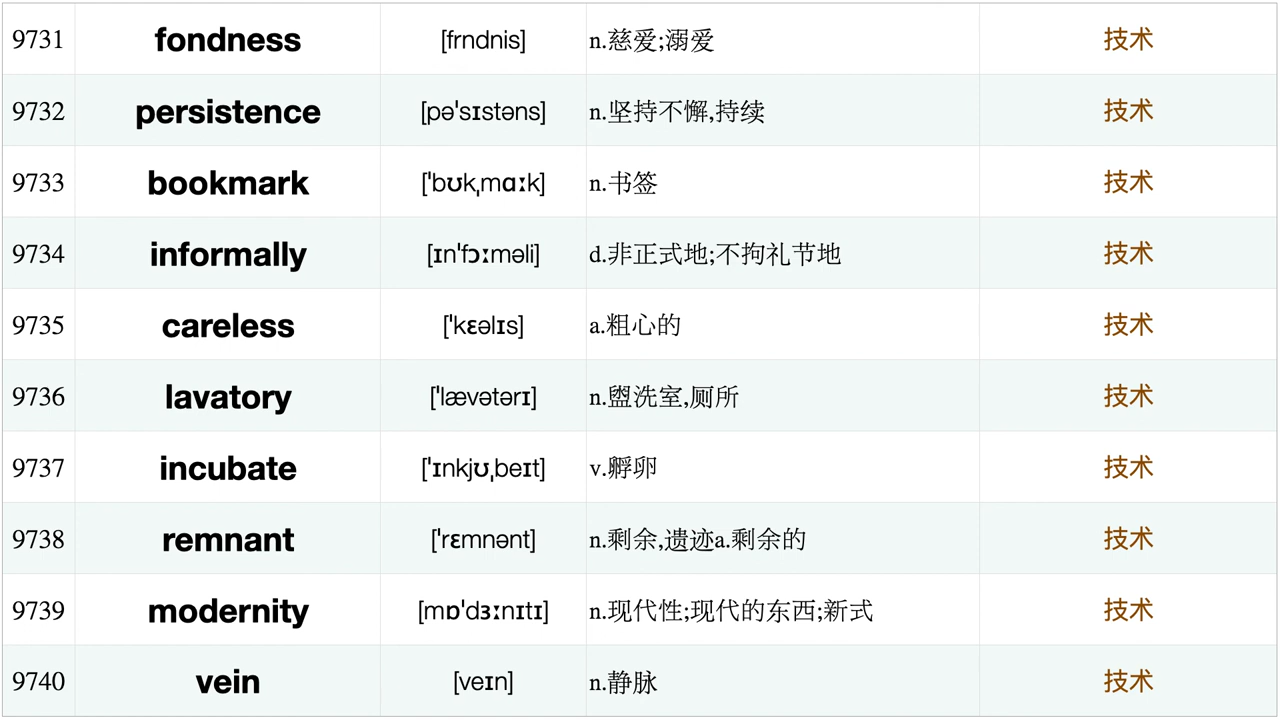 9731 fondness [frndnis] n.慈爱;溺爱 技术
9732 persistence [pə'sɪstəns] n.坚持不懈,持续 技术
9733 bookmark ['bʊkˌmɑːk] n.书签 技术
9734 informally [ɪn'fɔːməli] d.非正式地;不拘礼节地 技术
9735 careless ['kɛəlɪs] a.粗心的 技术
9736 lavatory ['lævətərɪ] n.盥洗室,厕所 技术
9737 incubate ['ɪnkjʊˌbeɪt] v.孵卵 技术
9738 remnant ['rɛmnənt] n.剩余,遗迹a.剩余的 技术
9739 modernity [mɒ'dɜːnɪtɪ] n.现代性;现代的东西;新式 技术
9740 vein [veɪn] n.静脉 技术